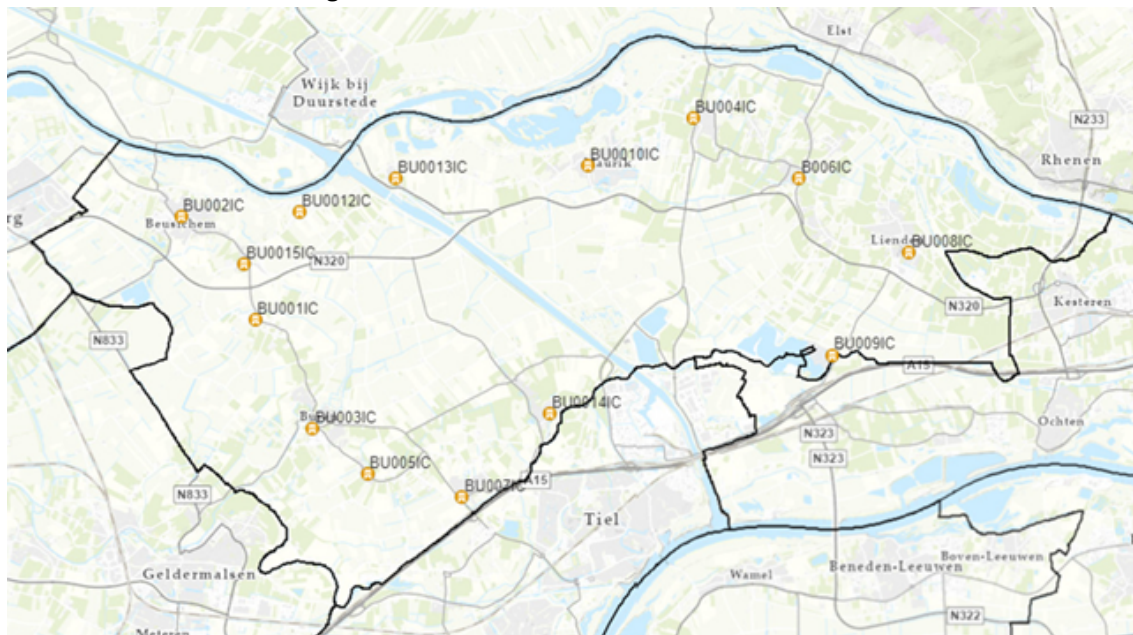 Elst
Wijk bij
Duurstede
BU004IC
N233
Rhenen
BU0010IC
BU0013IC
B006IC
BU002IC
BU0012IC
Lienden
BU008IC
BU0015IC
N320
N320
Kesteren
BU001IC
N833
BU009IC
A15
BU0014IC
BU003IC
Ochten
N323
N323
BU005IC
A15
BU007IC
N833
Tiel
Geldermalsen
Wamel
Beneden-Leeuwen
Boven-Leeuwen
N322
Meteren